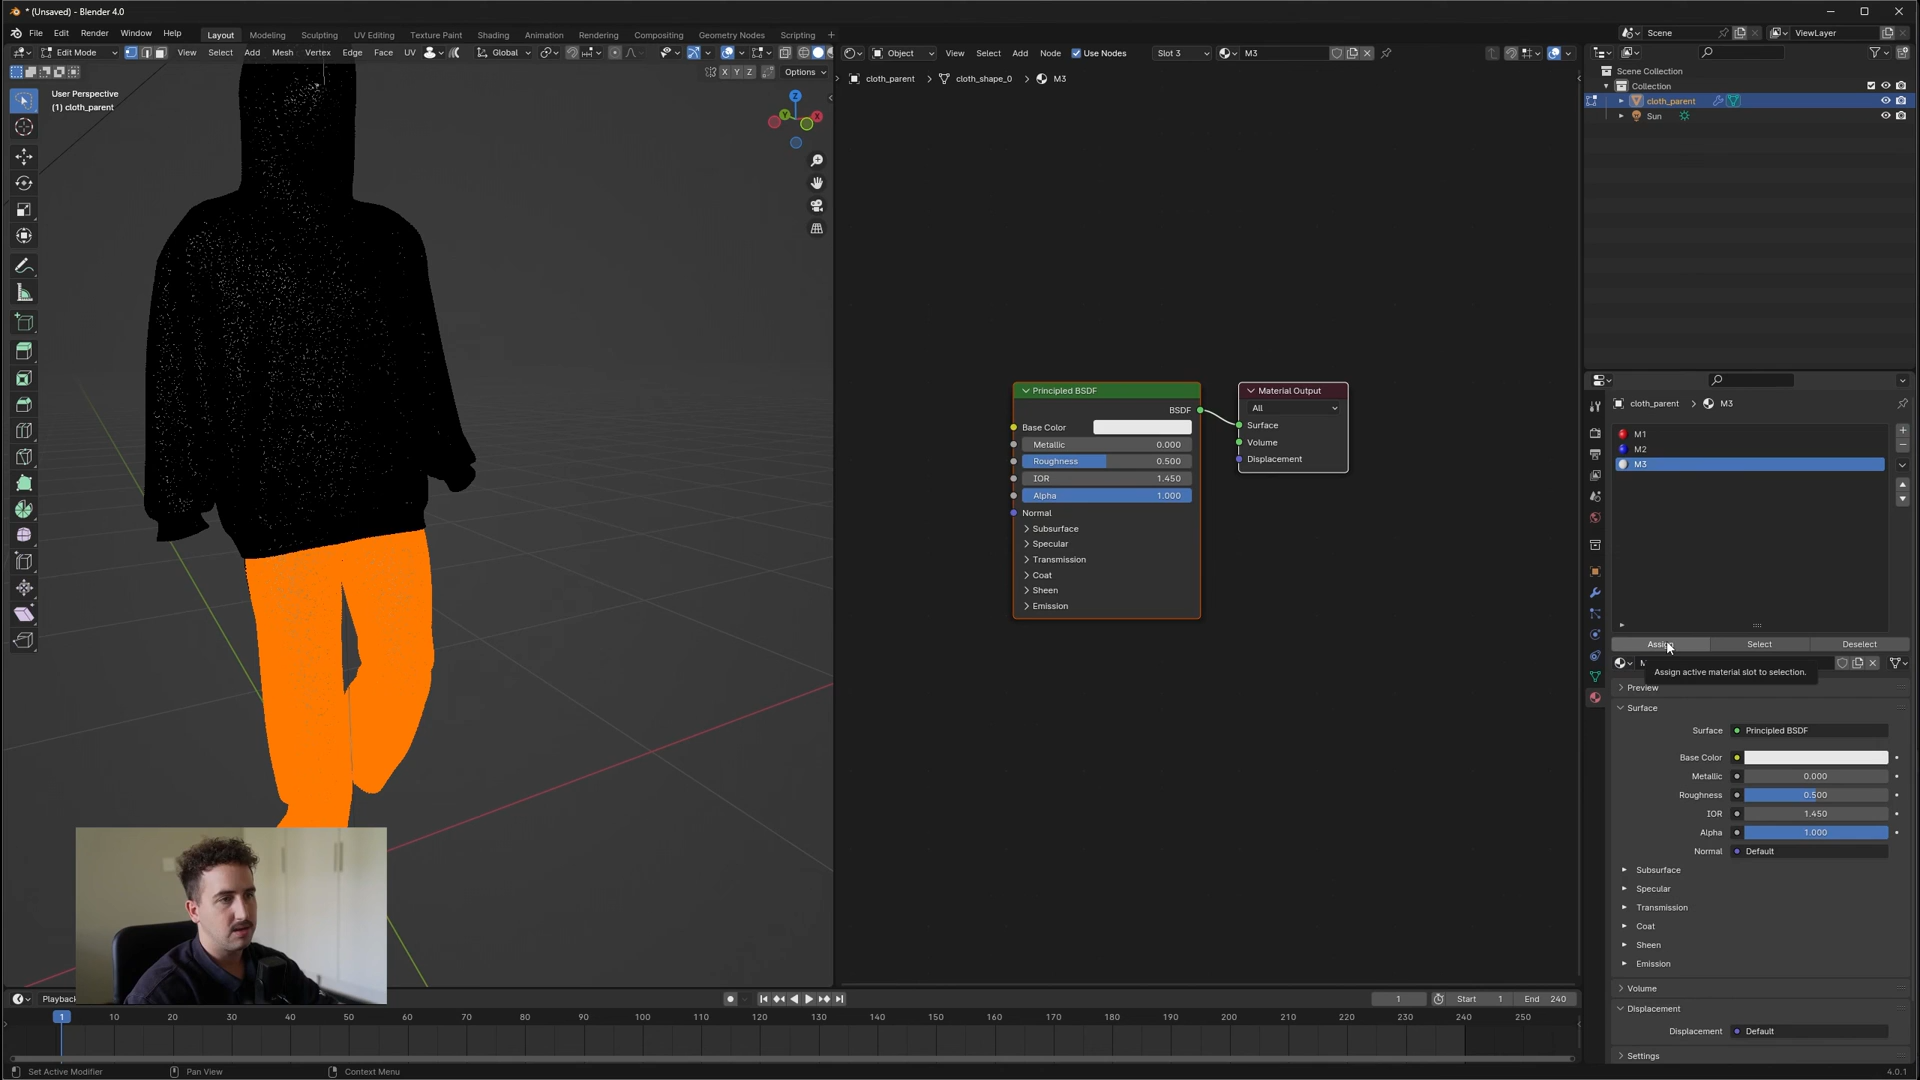 * (Unsaved) - Blender 4.0
File Edit Render Window Help Layout Modeling Sculpting UV Editing Texture Paint Shading Animation Rendering Compositing Geometry Nodes Scripting Scene ViewLayer
Edit Mode View Select Add Mesh Vertex Edge Face UV Global
Object View Select Add Node Use Nodes Slot 3 M3
X Y Z Options
User Perspective
(1) cloth_parent
Z
Y X
cloth_parent cloth_shape_0 M3
Principled BSDF
BSDF
Base Color
Metallic 0.000
Roughness 0.500
IOR 1.450
Alpha 1.000
Normal
Subsurface
Specular
Transmission
Coat
Sheen
Emission
Material Output
All
Surface
Volume
Displacement
Scene Collection
Collection
cloth_parent
Sun
cloth_parent M3
M1
M2
M3
Assign Select Deselect
Assign active material slot to selection.
Preview
Surface
Surface Principled BSDF
Base Color
Metallic 0.000
Roughness 0.500
IOR 1.450
Alpha 1.000
Normal Default
Subsurface
Specular
Transmission
Coat
Sheen
Emission
Volume
Displacement
Displacement Default
Settings
1 Start 1 End 240
1 10 20 30 40 50 60 70 80 90 100 110 120 130 140 150 160 170 180 190 200 210 220 230 240 250
Set Active Modifier Pan View Context Menu 4.0.1